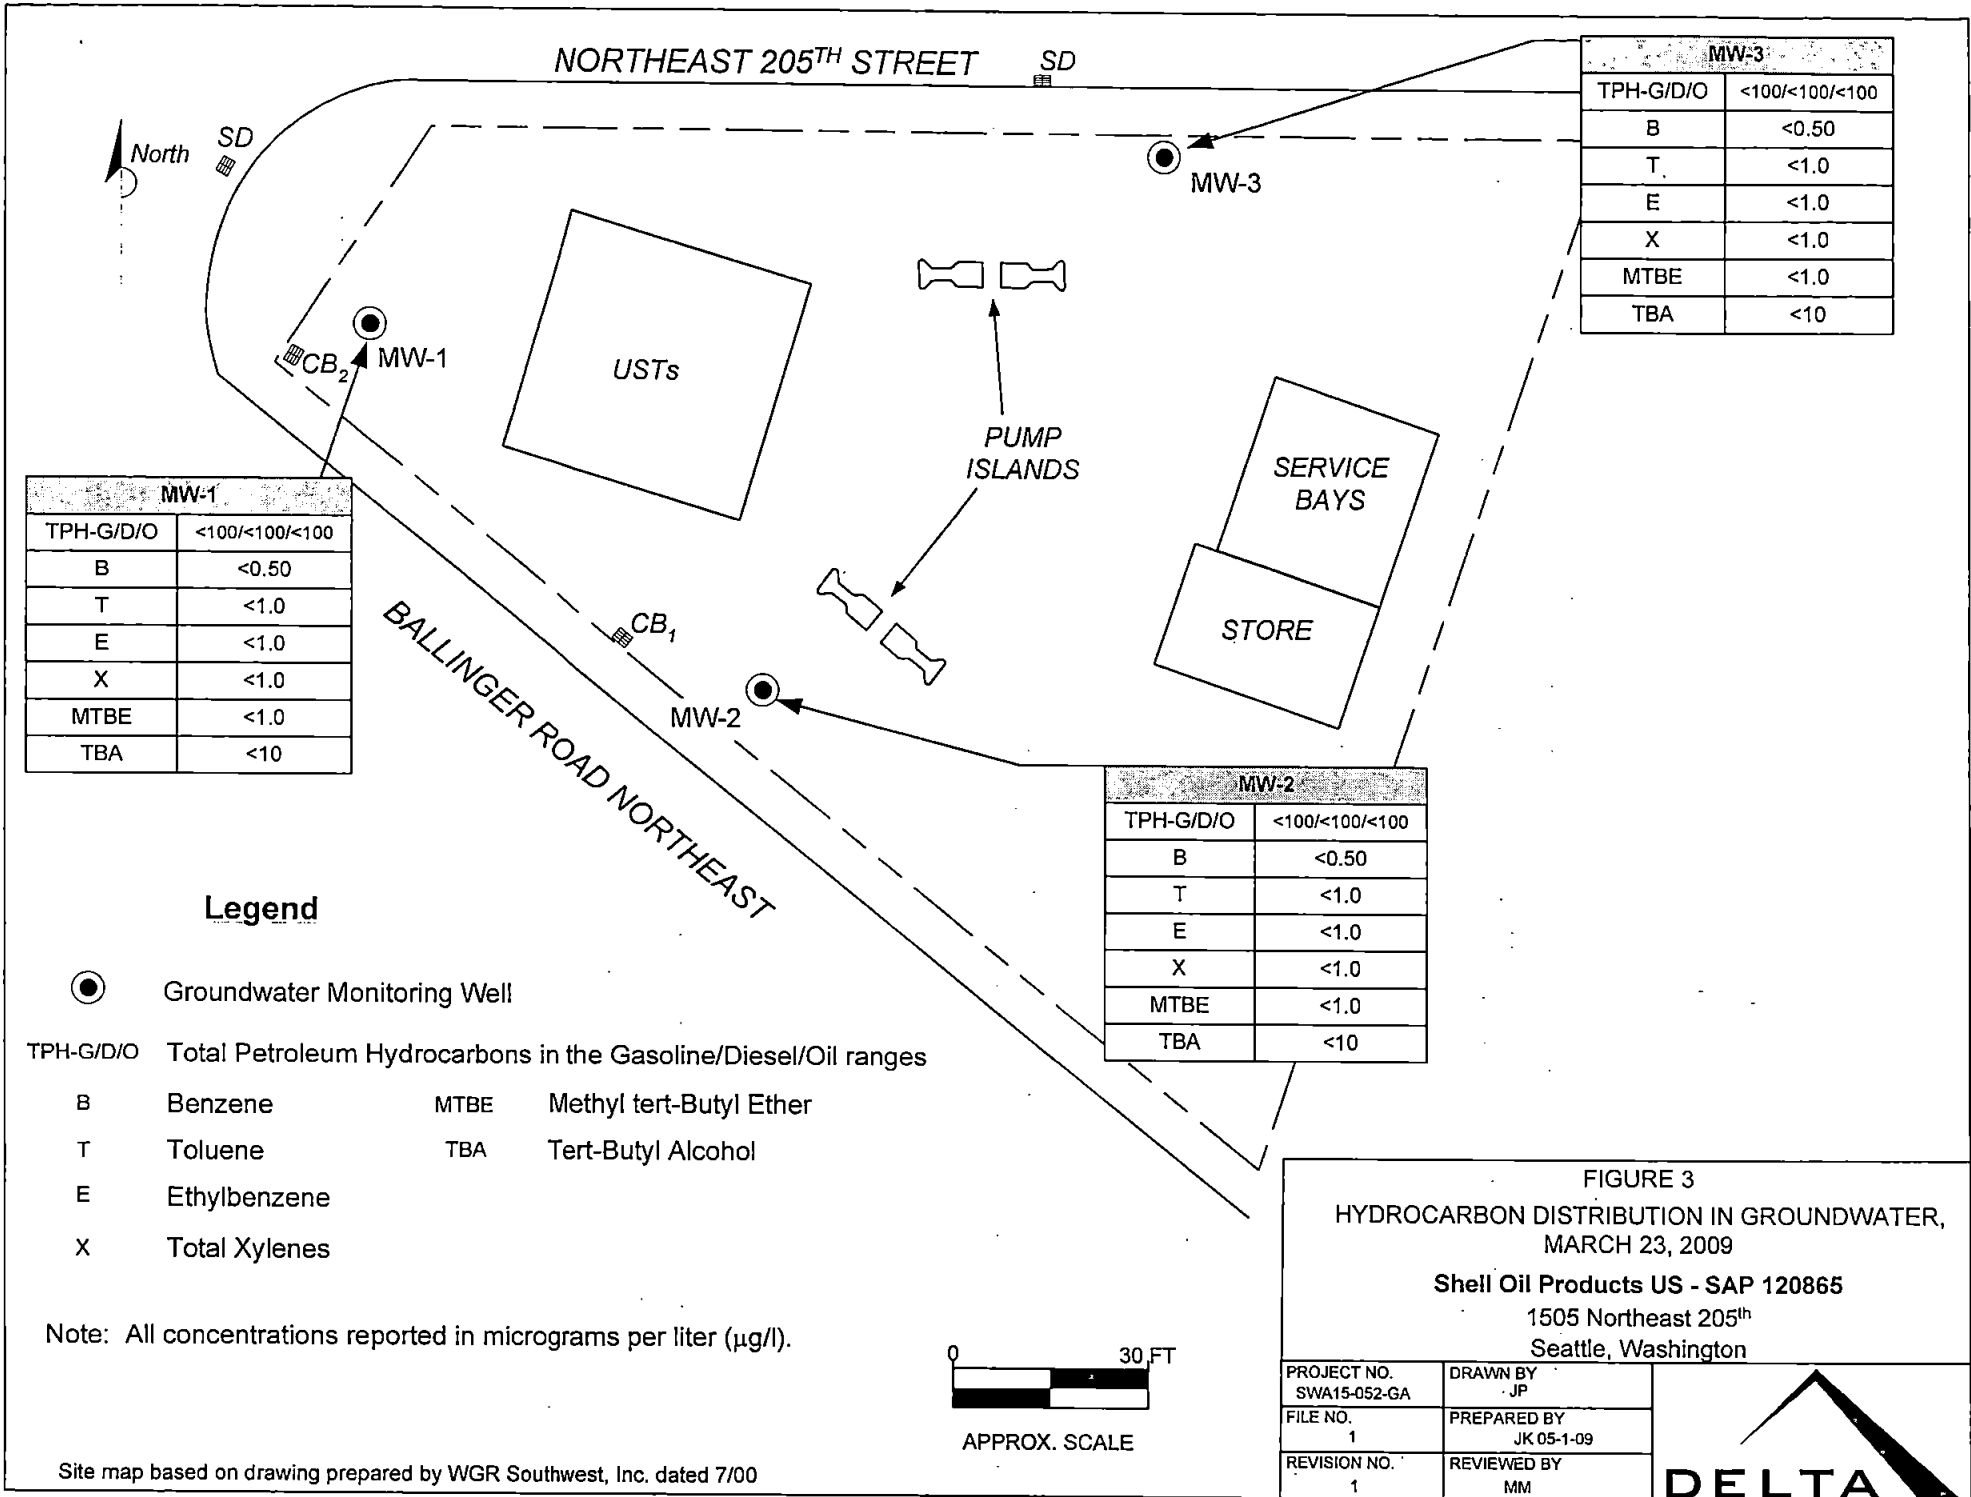 NORTHEAST 205TH STREET
SD
SD
North
MW-3
TPH-G/D/O <100/<100/<100
B <0.50
T <1.0
E <1.0
X <1.0
MTBE <1.0
TBA <10
MW-3
MW-1
CB2
USTs
PUMP
ISLANDS
SERVICE
BAYS
STORE
MW-1
TPH-G/D/O <100/<100/<100
B <0.50
T <1.0
E <1.0
X <1.0
MTBE <1.0
TBA <10
CB1
MW-2
BALLINGER ROAD NORTHEAST
MW-2
TPH-G/D/O <100/<100/<100
B <0.50
T <1.0
E <1.0
X <1.0
MTBE <1.0
TBA <10
Legend
Groundwater Monitoring Well
TPH-G/D/O Total Petroleum Hydrocarbons in the Gasoline/Diesel/Oil ranges
B Benzene MTBE Methyl tert-Butyl Ether
T Toluene TBA Tert-Butyl Alcohol
E Ethylbenzene
X Total Xylenes
Note: All concentrations reported in micrograms per liter (µg/l).
0 30 FT
APPROX. SCALE
Site map based on drawing prepared by WGR Southwest, Inc. dated 7/00
FIGURE 3
HYDROCARBON DISTRIBUTION IN GROUNDWATER,
MARCH 23, 2009
Shell Oil Products US - SAP 120865
1505 Northeast 205th
Seattle, Washington
PROJECT NO.
SWA15-052-GA
DRAWN BY
JP
FILE NO.
1
PREPARED BY
JK 05-1-09
REVISION NO.
1
REVIEWED BY
MM
DELTA